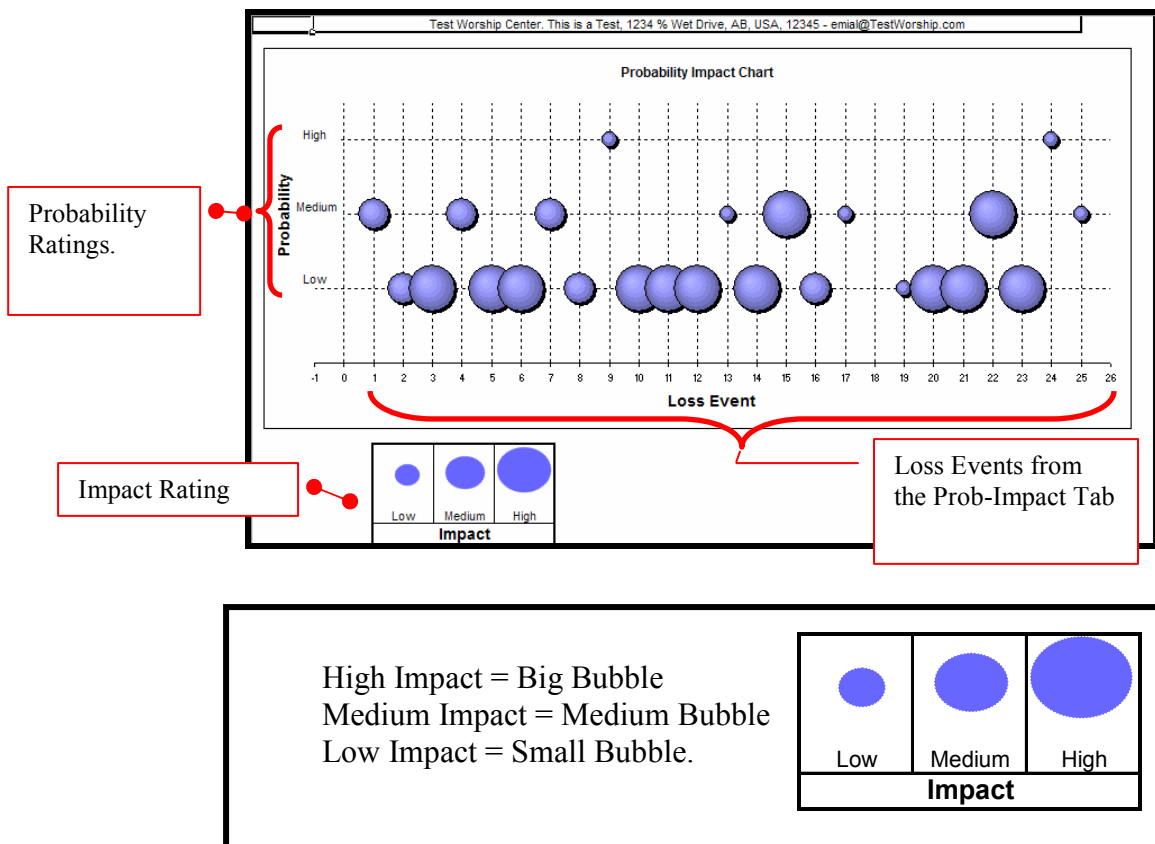 Test Worship Center. This is a Test, 1234 % Wet Drive, AB, USA, 12345 - emial@TestWorship.com
Probability Impact Chart
High
Medium
Low
Probability
-1 0 1 2 3 4 5 6 7 8 9 10 11 12 13 14 15 16 17 18 19 20 21 22 23 24 25 26
Loss Event
Probability
Ratings.
Impact Rating
Low Medium High
Impact
Loss Events from
the Prob-Impact Tab
High Impact = Big Bubble
Medium Impact = Medium Bubble
Low Impact = Small Bubble.
Low Medium High
Impact